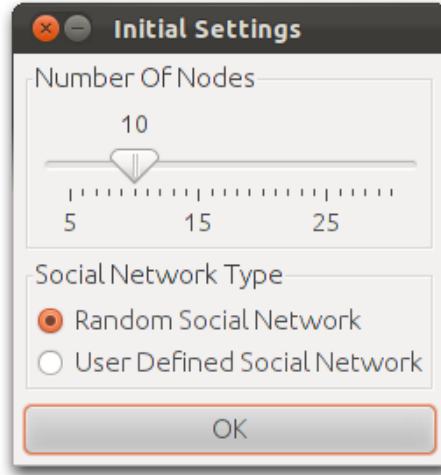 Initial Settings
Number Of Nodes
10
5 15 25
Social Network Type
Random Social Network
User Defined Social Network
OK